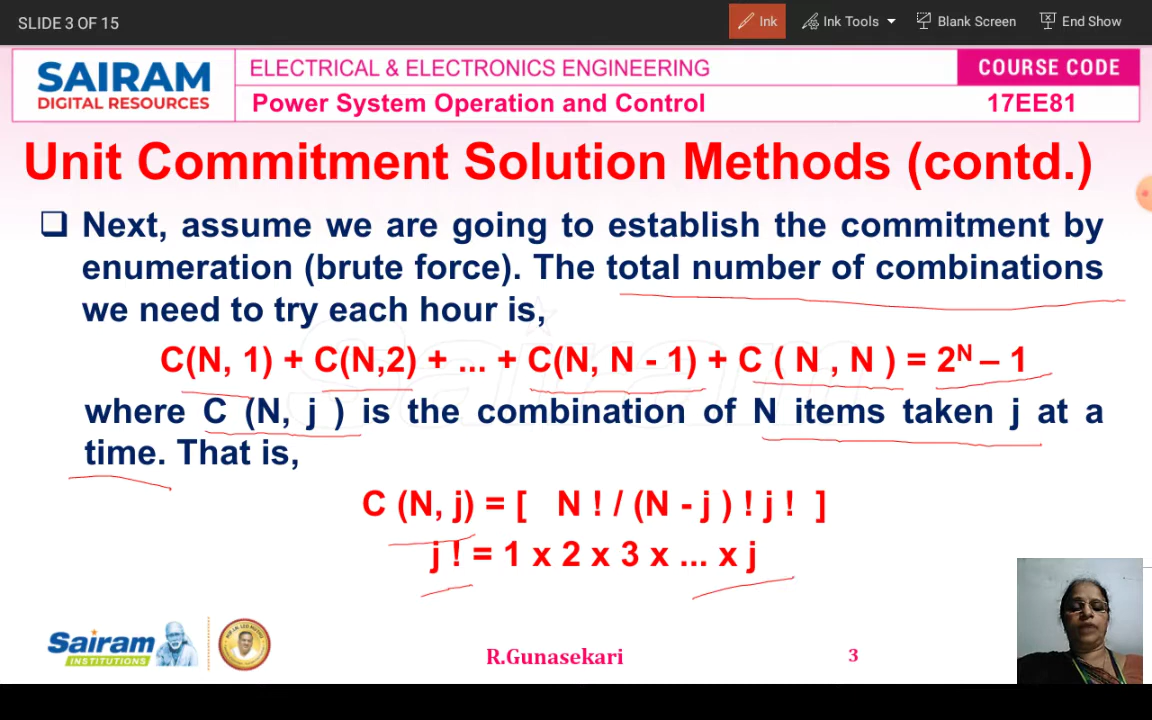 SLIDE 3 OF 15
Ink
Ink Tools
Blank Screen
End Show
SAIRAM
DIGITAL RESOURCES
ELECTRICAL & ELECTRONICS ENGINEERING
COURSE CODE
Power System Operation and Control
17EE81
Unit Commitment Solution Methods (contd.)
Next, assume we are going to establish the commitment by
enumeration (brute force). The total number of combinations
we need to try each hour is,
C(N, 1) + C(N,2) + ... + C(N, N - 1) + C ( N , N ) = 2ᴺ – 1
where C (N, j ) is the combination of N items taken j at a
time. That is,
C (N, j) = [ N ! / (N - j ) ! j ! ]
j ! = 1 x 2 x 3 x ... x j
Sairam
Sairam
INSTITUTIONS
R.Gunasekari
3